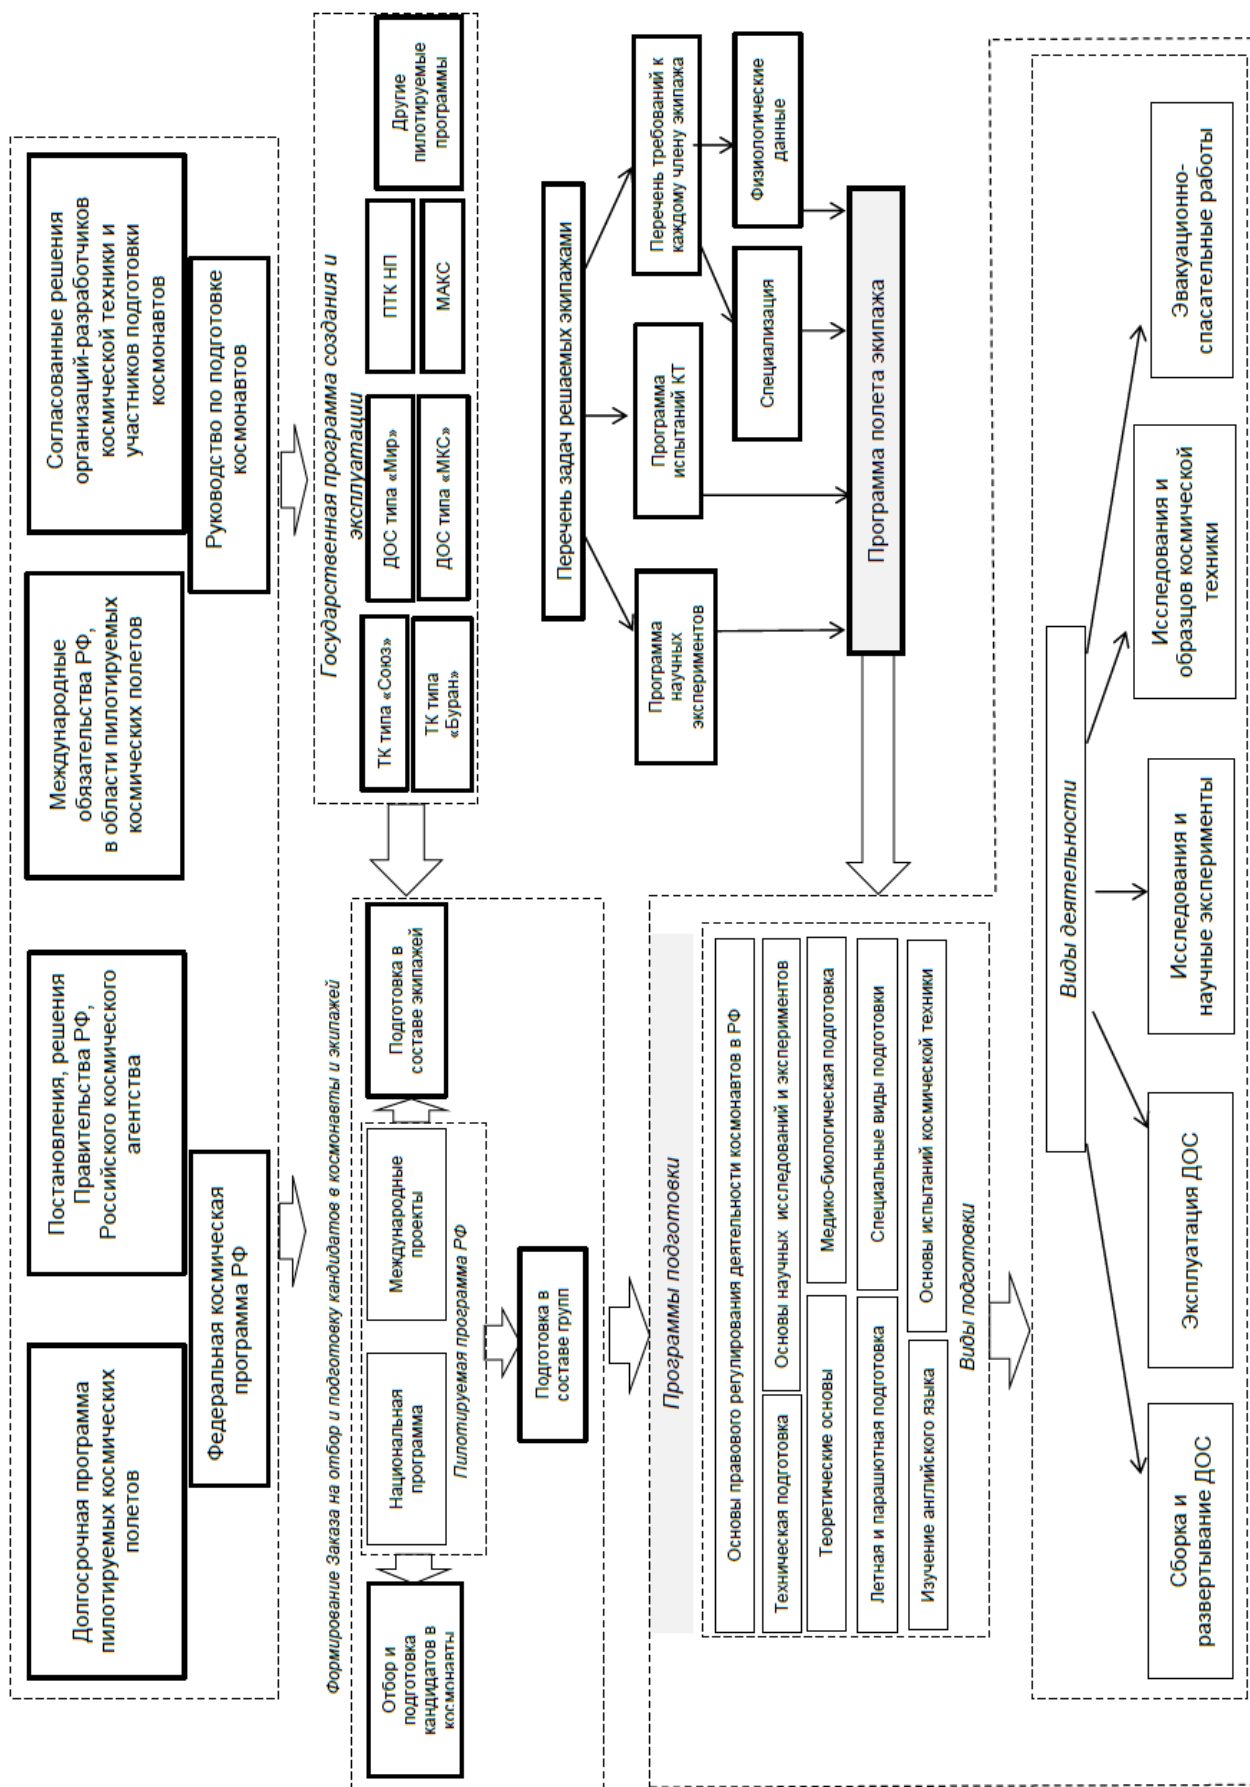 Долгосрочная программа
пилотируемых космических
полетов
Постановления, решения
Правительства РФ,
Российского космического
агентства
Международные
обязательства РФ,
в области пилотируемых
космических полетов
Согласованные решения
организаций-разработчиков
космической техники и
участников подготовки
космонавтов
Федеральная космическая
программа РФ
Руководство по подготовке
космонавтов
Формирование Заказа на отбор и подготовку кандидатов в космонавты и экипажей
Отбор и
подготовка
кандидатов в
космонавты
Национальная
программа
Международные
проекты
Пилотируемая программа РФ
Подготовка в
составе экипажей
Подготовка в
составе групп
Государственная программа создания и
эксплуатации
ТК типа «Союз»
ТК типа
«Буран»
ДОС типа «Мир»
ДОС типа «МКС»
ПТК НП
МАКС
Другие
пилотируемые
программы
Перечень задач решаемых экипажами
Программа
научных
экспериментов
Программа
испытаний КТ
Перечень требований к
каждому члену экипажа
Специализация
Физиологические
данные
Программа полета экипажа
Программы подготовки
Основы правового регулирования деятельности космонавтов в РФ
Техническая подготовка
Основы научных исследований и экспериментов
Теоретические основы
Медико-биологическая подготовка
Летная и парашютная подготовка
Специальные виды подготовки
Изучение английского языка
Основы испытаний космической техники
Виды подготовки
Виды деятельности
Сборка и
развертывание ДОС
Эксплуатация ДОС
Исследования и
научные эксперименты
Исследования и
образцов космической
техники
Эвакуационно-
спасательные работы